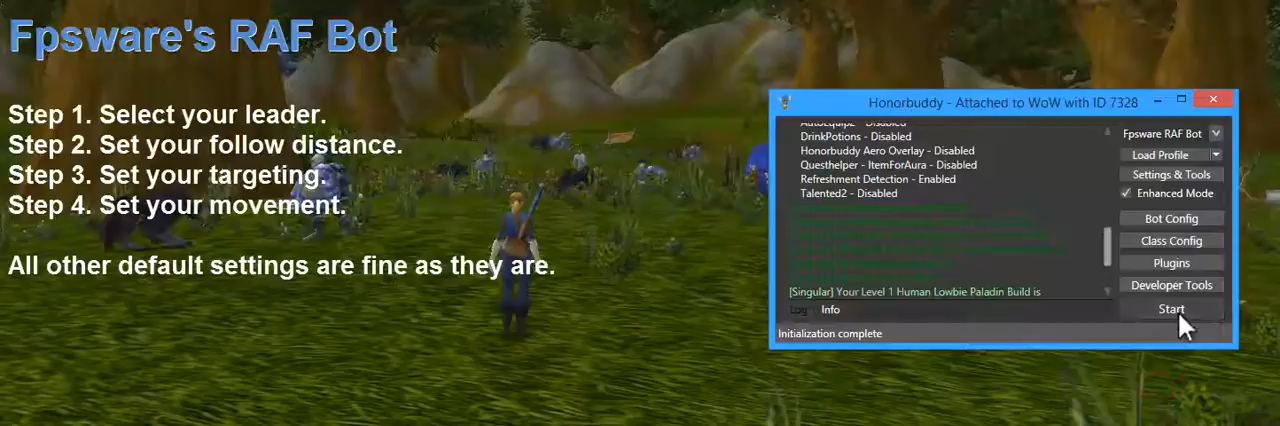 Fpsware's RAF Bot
Step 1. Select your leader.
Step 2. Set your follow distance.
Step 3. Set your targeting.
Step 4. Set your movement.
All other default settings are fine as they are.
Honorbuddy - Attached to WoW with ID 7328
AutoEquip2 - Disabled
DrinkPotions - Disabled
Honorbuddy Aero Overlay - Disabled
Questhelper - ItemForAura - Disabled
Refreshment Detection - Enabled
Talented2 - Disabled
[Singular] Your Level 1 Human Lowbie Paladin Build is
Log Info
Initialization complete
Fpsware RAF Bot
Load Profile
Settings & Tools
Enhanced Mode
Bot Config
Class Config
Plugins
Developer Tools
Start